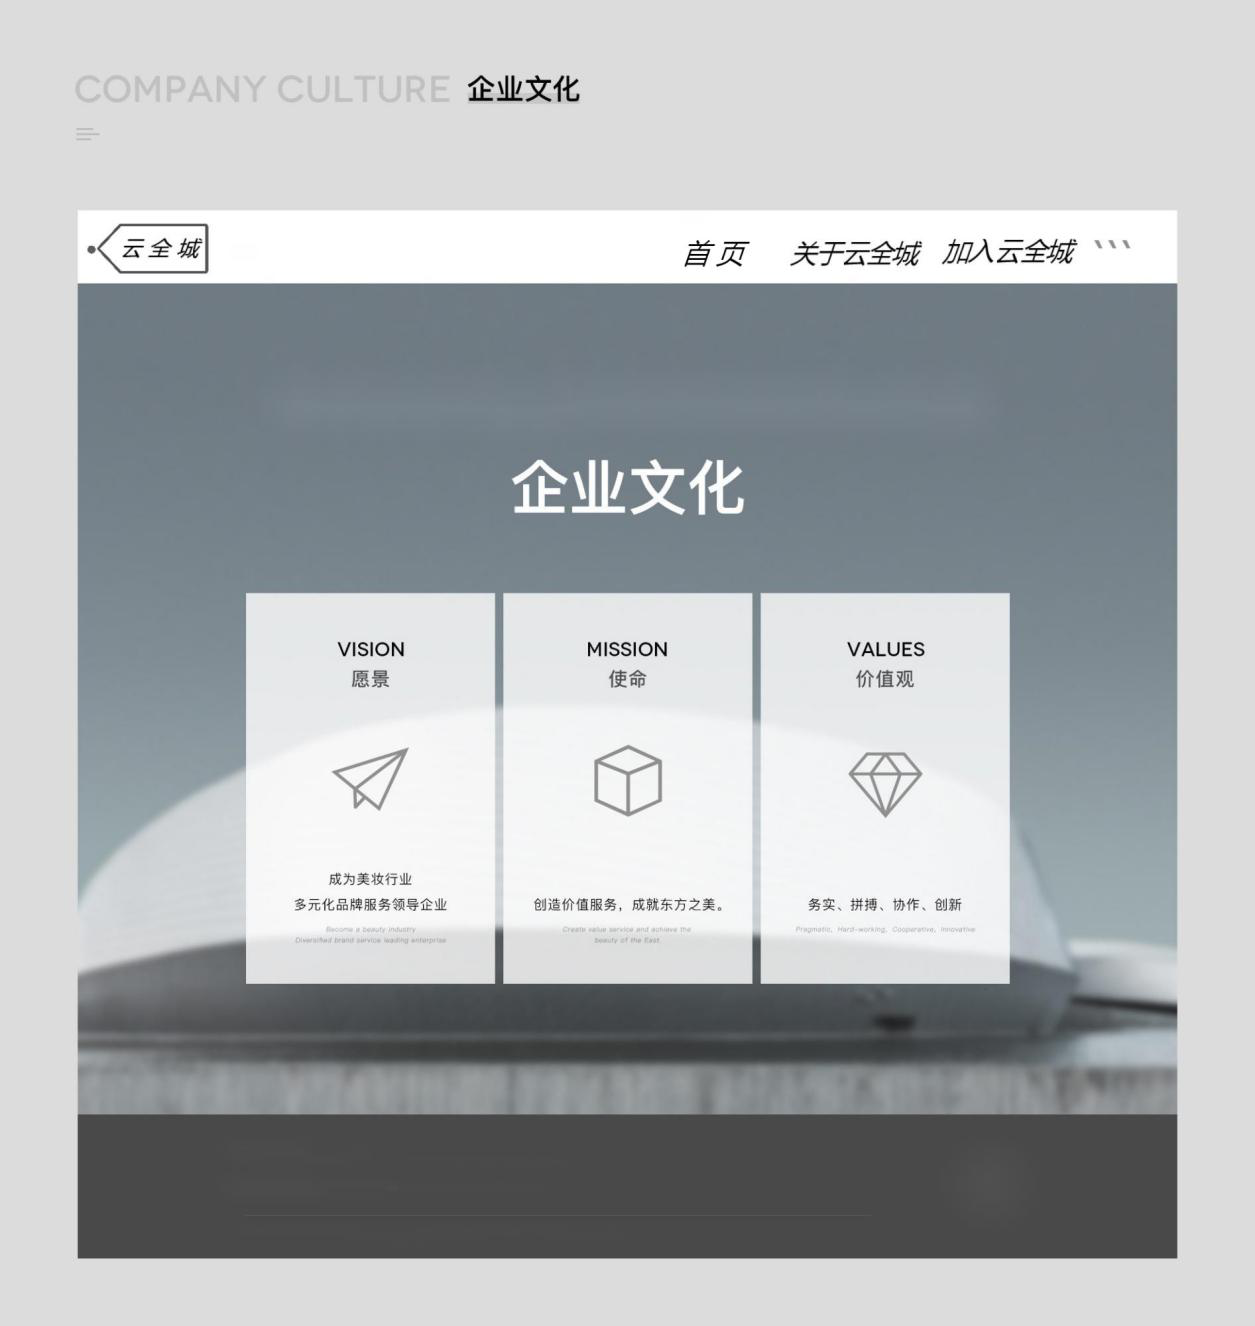 COMPANY CULTURE 企业文化
云全城
首页 关于云全城 加入云全城
企业文化
VISION
愿景
成为美妆行业
多元化品牌服务领导企业
Become a beauty industry
Diversified brand service leading enterprise
MISSION
使命
创造价值服务，成就东方之美。
Create value service and achieve the
beauty of the East.
VALUES
价值观
务实、拼搏、协作、创新
Pragmatic, Hard-working, Cooperative, Innovative